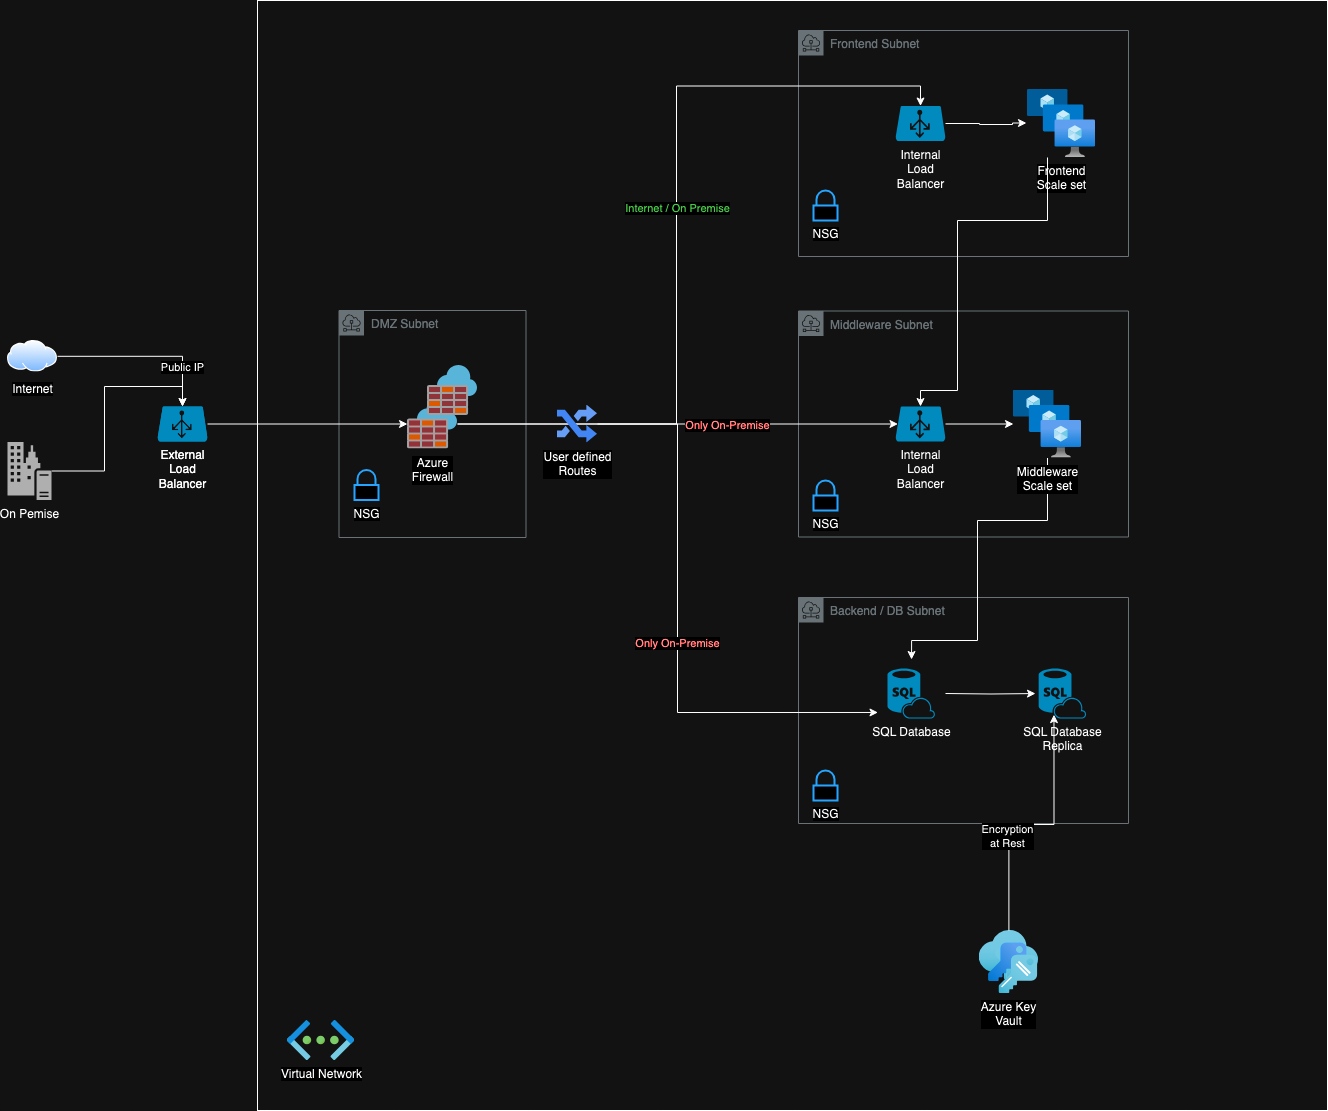 Frontend Subnet
Internal
Load
Balancer
Frontend
Scale set
NSG
Internet / On Premise
DMZ Subnet
Middleware Subnet
Internet
Public IP
External
Load
Balancer
On Pemise
Azure
Firewall
NSG
User defined
Routes
Only On-Premise
Internal
Load
Balancer
Middleware
Scale set
NSG
Backend / DB Subnet
Only On-Premise
SQL
SQL Database
SQL
SQL Database
Replica
NSG
Encryption
at Rest
Azure Key
Vault
Virtual Network